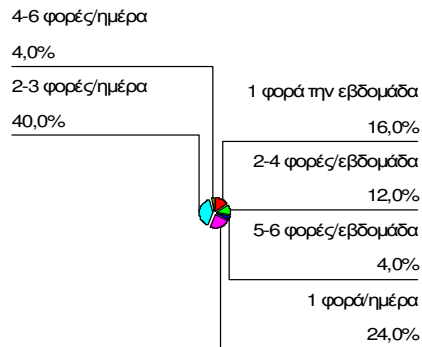 4-6 φορές/ημέρα
4,0%
2-3 φορές/ημέρα
40,0%
1 φορά την εβδομάδα
16,0%
2-4 φορές/εβδομάδα
12,0%
5-6 φορές/εβδομάδα
4,0%
1 φορά/ημέρα
24,0%